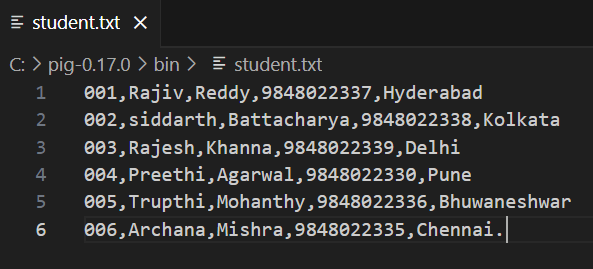 student.txt
C: > pig-0.17.0 > bin > student.txt
1 001,Rajiv,Reddy,9848022337,Hyderabad
2 002,siddarth,Battacharya,9848022338,Kolkata
3 003,Rajesh,Khanna,9848022339,Delhi
4 004,Preethi,Agarwal,9848022330,Pune
5 005,Trupthi,Mohanthy,9848022336,Bhuwaneshwar
6 006,Archana,Mishra,9848022335,Chennai.